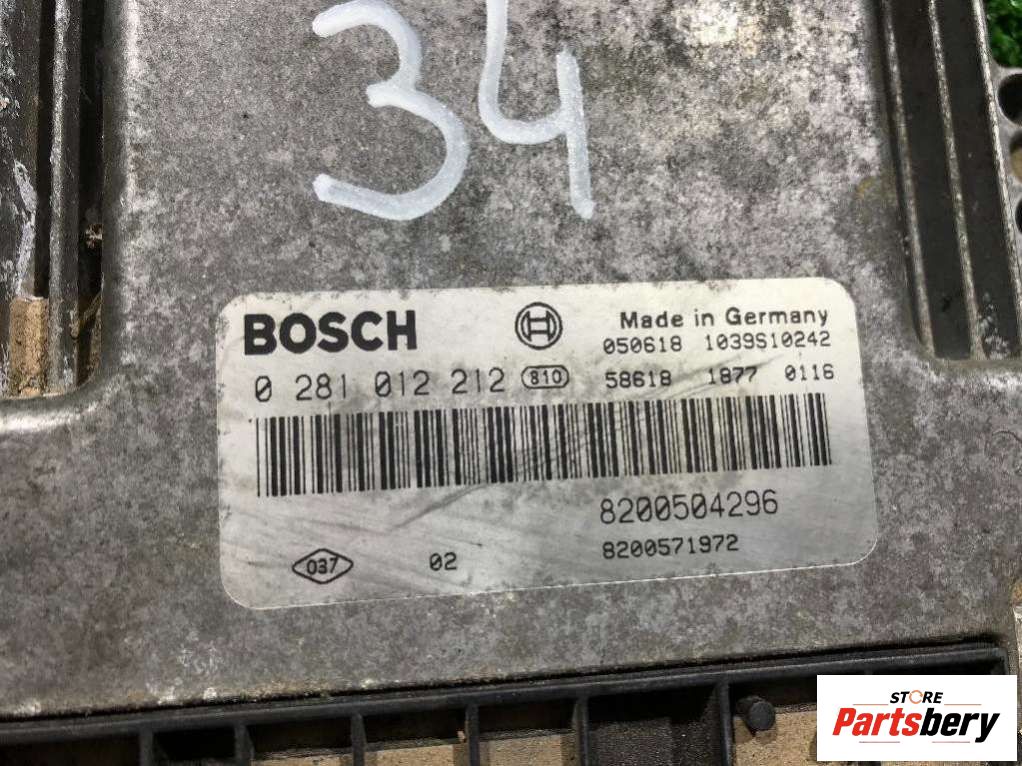 34
BOSCH
Made in Germany
050618 1039S10242
0 281 012 212 810 58618 1877 0116
8200504296
037 02 8200571972
STORE
Partsbery